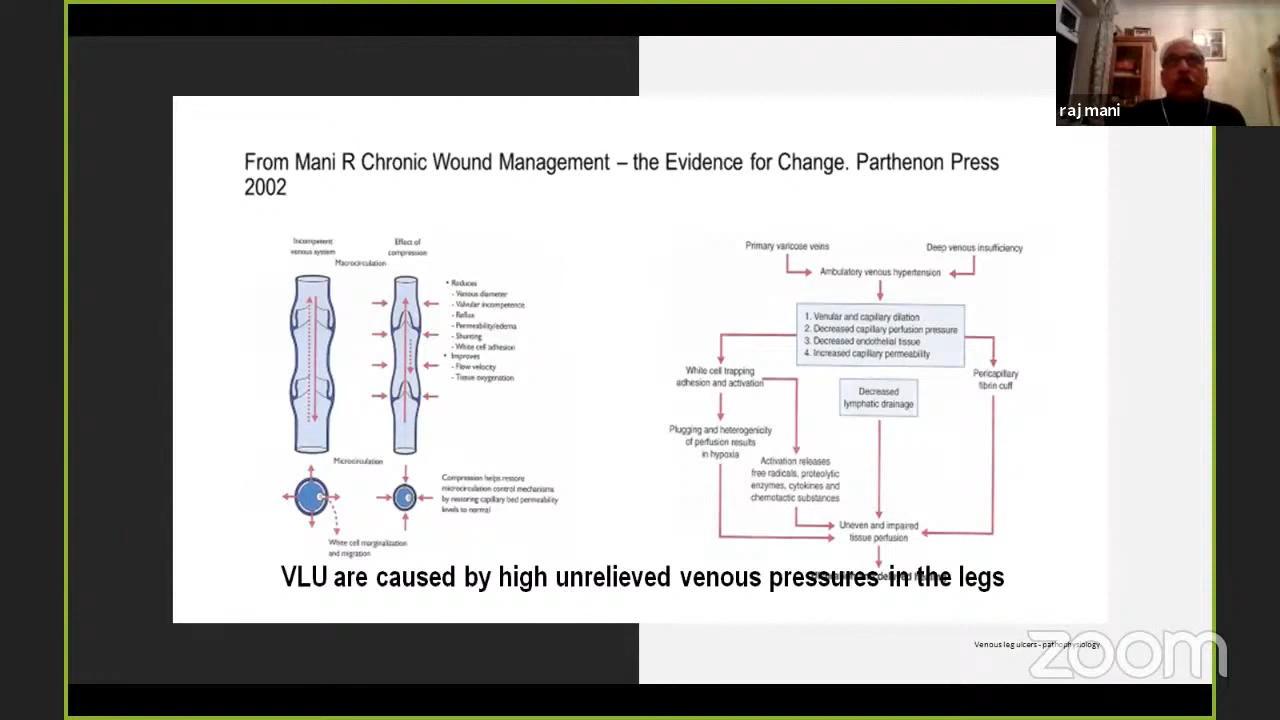 raj mani
From Mani R Chronic Wound Management – the Evidence for Change. Parthenon Press
2002
Incompetent
venous system
Effect of
compression
Macrocirculation
• Reduces
- Venous diameter
- Valvular incompetence
- Reflux
- Permeability/edema
- Shunting
- White cell adhesion
• Improves
- Flow velocity
- Tissue oxygenation
Microcirculation
Compression helps restore
microcirculation control mechanisms
by restoring capillary bed permeability
levels to normal
White cell marginalization
and migration
Primary varicose veins
Deep venous insufficiency
Ambulatory venous hypertension
1. Venular and capillary dilation
2. Decreased capillary perfusion pressure
3. Decreased endothelial tissue
4. Increased capillary permeability
While cell trapping
adhesion and activation
Pericapillary
fibrin cuff
Decreased
lymphatic drainage
Plugging and heterogenicity
of perfusion results
in hypoxia
Activation releases
free radicals, proteolytic
enzymes, cytokines and
chemotactic substances
Uneven and impaired
tissue perfusion
VLU are caused by high unrelieved venous pressures in the legs
Venous leg ulcers - pathophysiology
zoom